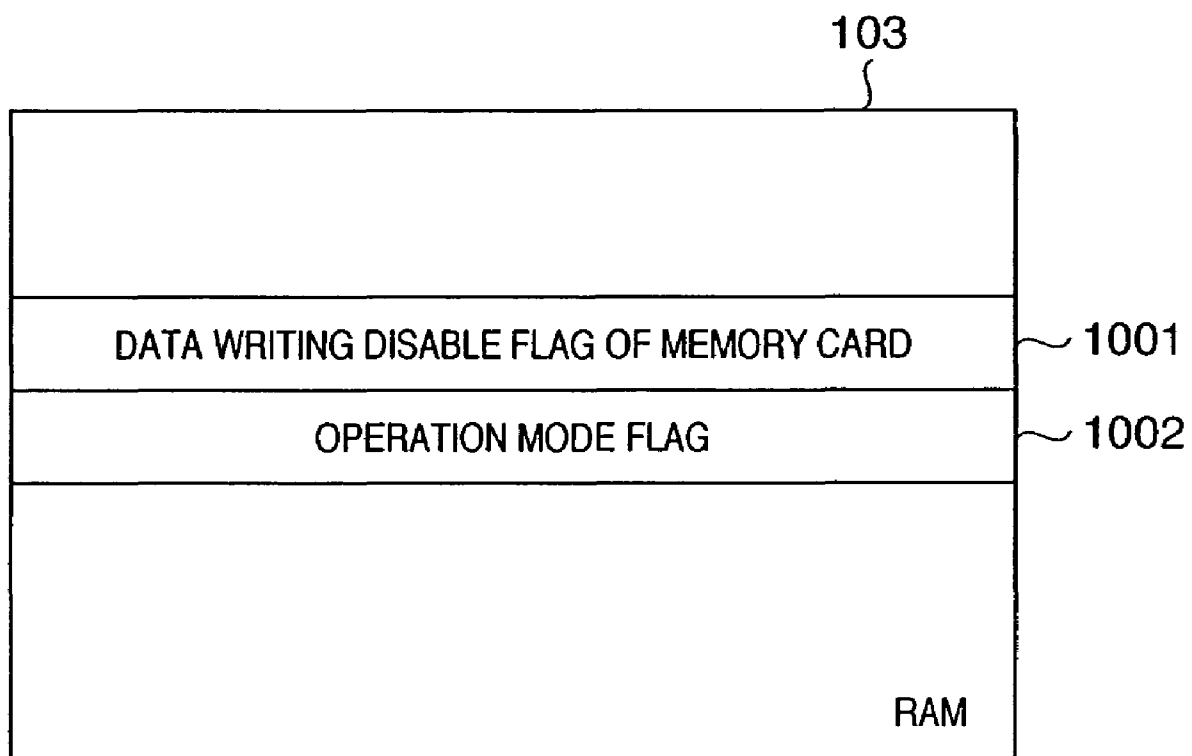 103
DATA WRITING DISABLE FLAG OF MEMORY CARD
1001
OPERATION MODE FLAG
1002
RAM